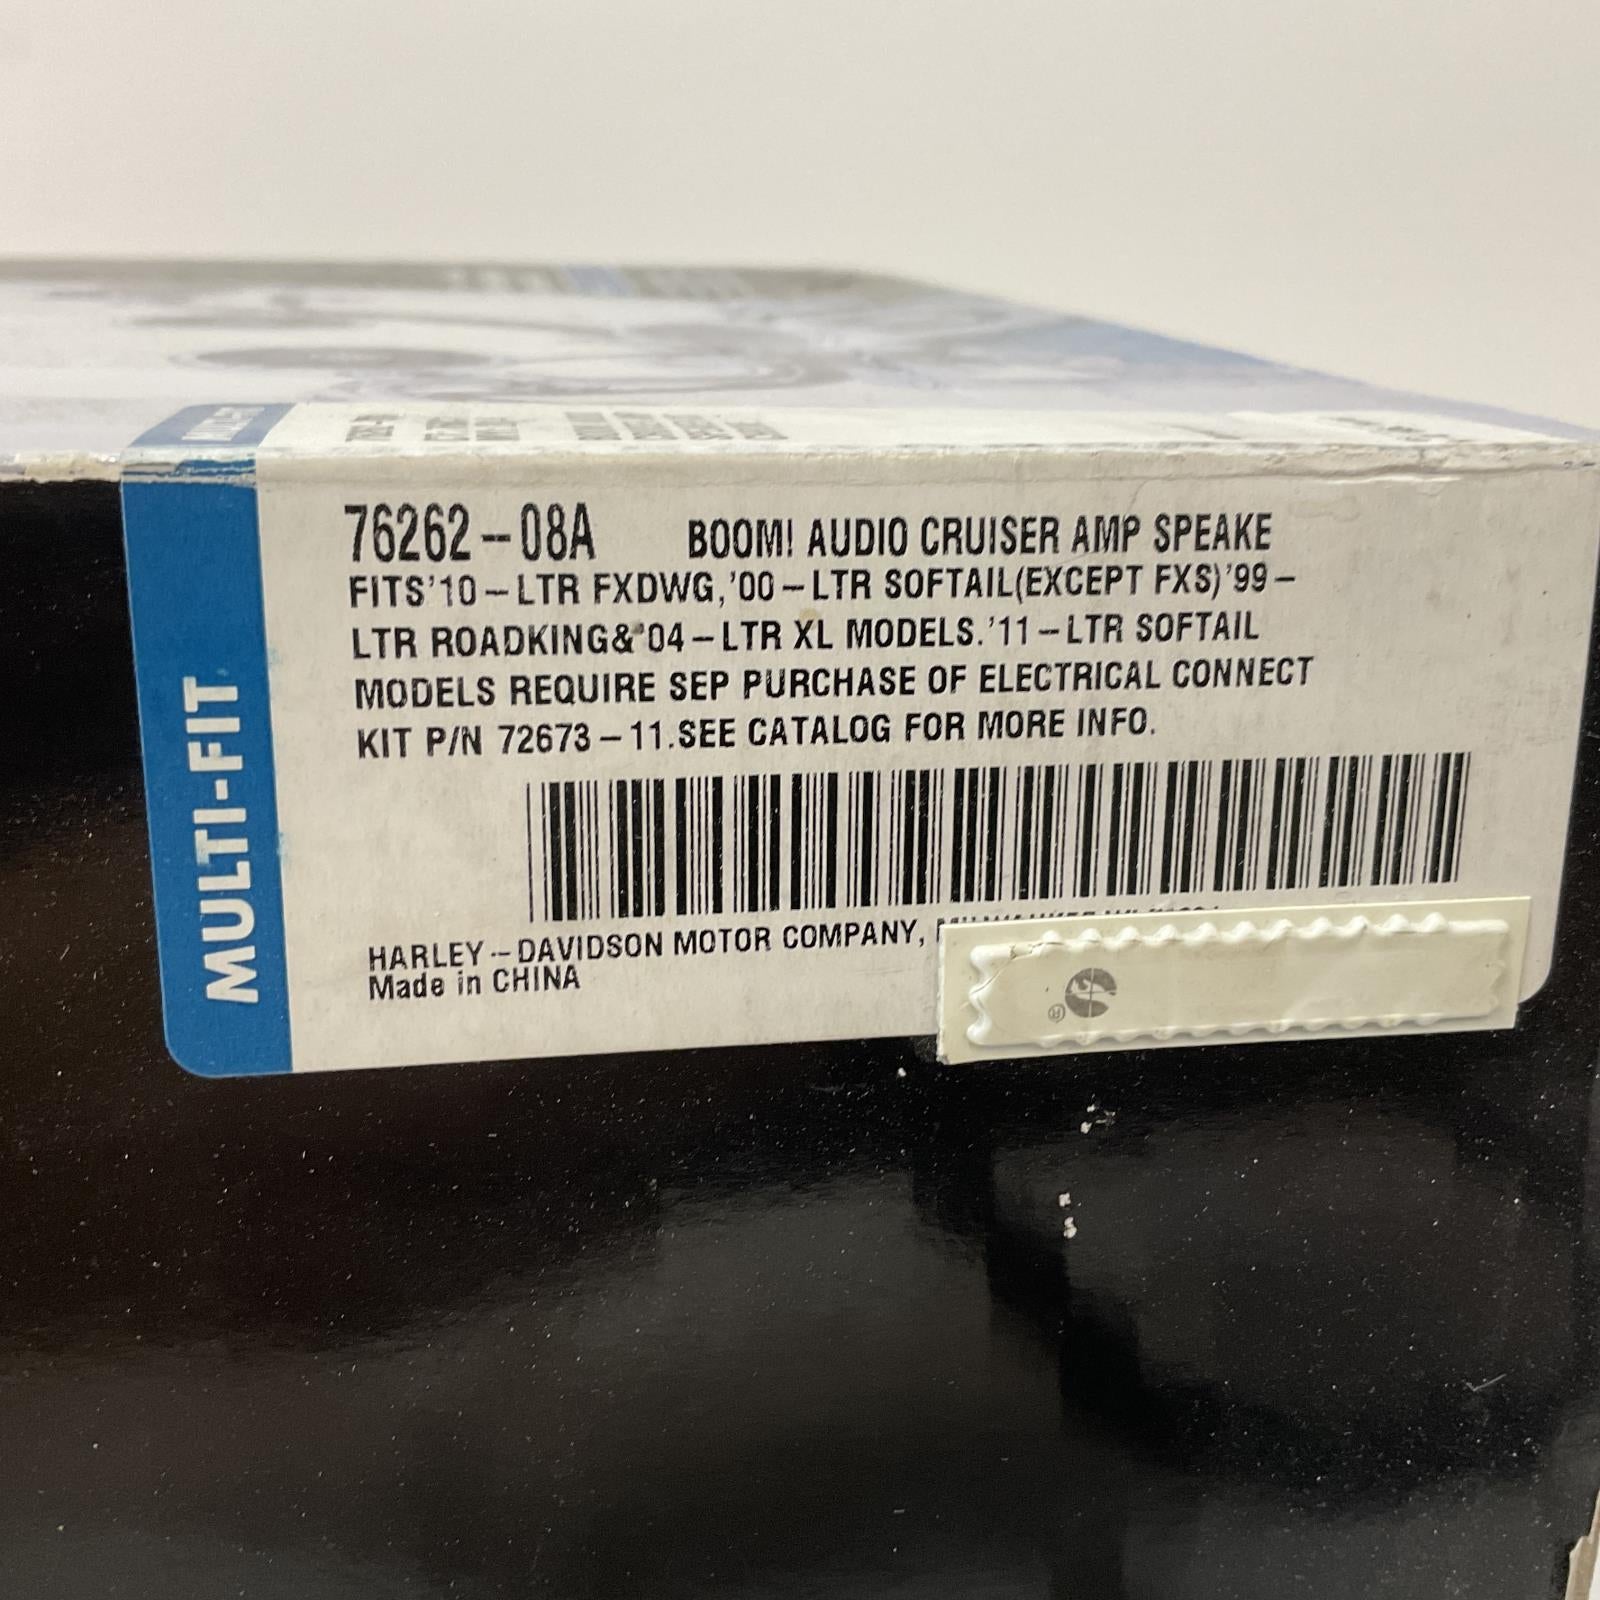 76262-08A BOOM! AUDIO CRUISER AMP SPEAKE
FITS'10-LTR FXDWG,'00-LTR SOFTAIL(EXCEPT FXS)'99-
LTR ROADKING&'04-LTR XL MODELS.'11-LTR SOFTAIL
MODELS REQUIRE SEP PURCHASE OF ELECTRICAL CONNECT
KIT P/N 72673-11.SEE CATALOG FOR MORE INFO.
HARLEY-DAVIDSON MOTOR COMPANY,
Made in CHINA
MULTI-FIT
S ®